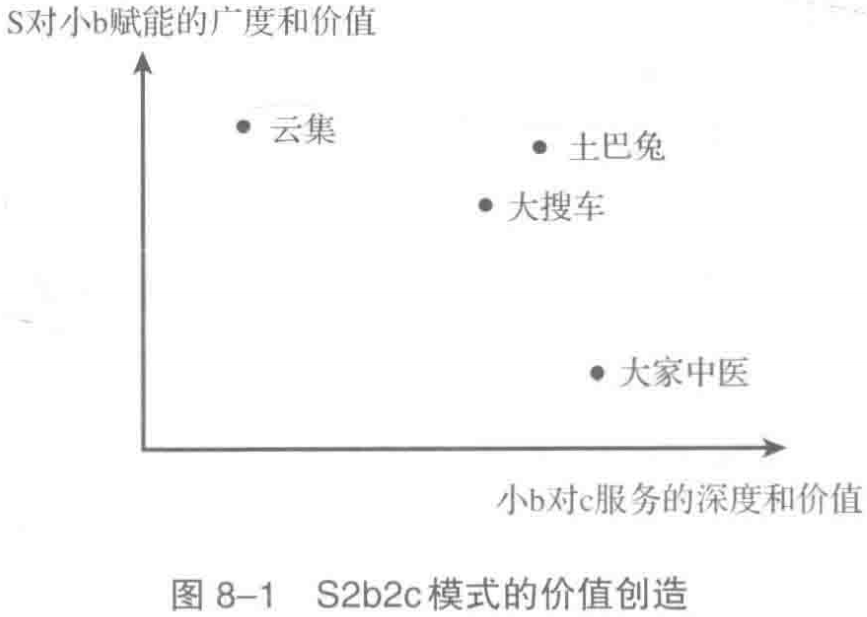 S对小b赋能的广度和价值
云集
土巴兔
大搜车
大家中医
小b对c服务的深度和价值
图 8-1 S2b2c模式的价值创造